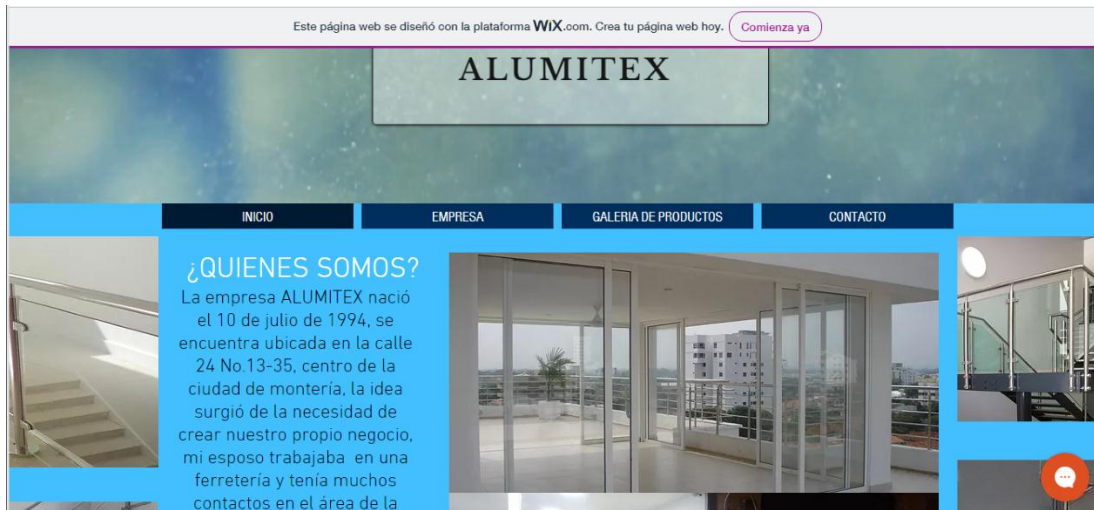 Este página web se diseñó con la plataforma WiX.com. Crea tu página web hoy. Comienza ya
ALUMITEX
INICIO EMPRESA GALERIA DE PRODUCTOS CONTACTO
¿QUIENES SOMOS?
La empresa ALUMITEX nació
el 10 de julio de 1994, se
encuentra ubicada en la calle
24 No.13-35, centro de la
ciudad de montería, la idea
surgió de la necesidad de
crear nuestro propio negocio,
mi esposo trabajaba en una
ferretería y tenía muchos
contactos en el área de la